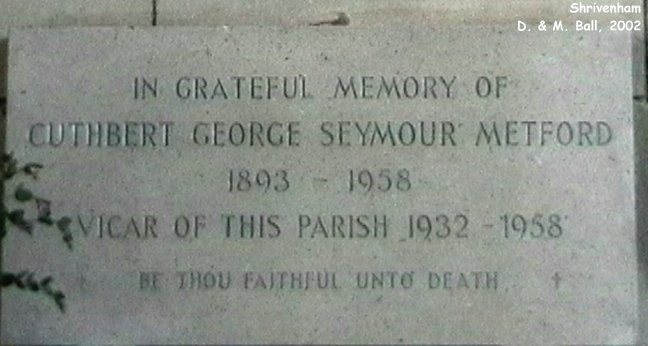 Shrivenham
D. & M. Ball, 2002
IN GRATEFUL MEMORY OF
CUTHBERT GEORGE SEYMOUR METFORD
1893 - 1958
VICAR OF THIS PARISH 1932 - 1958
† BE THOU FAITHFUL UNTO DEATH †